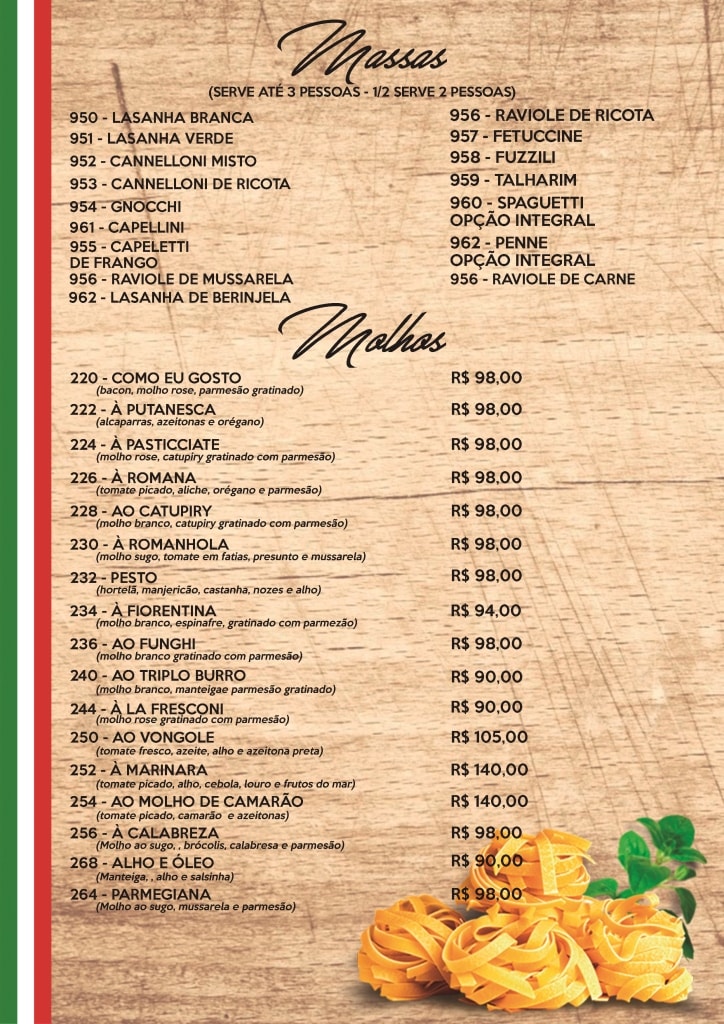 Massas
(SERVE ATÉ 3 PESSOAS - 1/2 SERVE 2 PESSOAS)
950 - LASANHA BRANCA
951 - LASANHA VERDE
952 - CANNELLONI MISTO
953 - CANNELLONI DE RICOTA
954 - GNOCCHI
961 - CAPELLINI
955 - CAPELETTI
DE FRANGO
956 - RAVIOLE DE MUSSARELA
962 - LASANHA DE BERINJELA
956 - RAVIOLE DE RICOTA
957 - FETUCCINE
958 - FUZZILI
959 - TALHARIM
960 - SPAGUETTI
OPÇÃO INTEGRAL
962 - PENNE
OPÇÃO INTEGRAL
956 - RAVIOLE DE CARNE
Molhos
220 - COMO EU GOSTO R$ 98,00
(bacon, molho rose, parmesão gratinado)
222 - À PUTANESCA R$ 98,00
(alcaparras, azeitonas e orégano)
224 - À PASTICCIATE R$ 98,00
(molho rose, catupiry gratinado com parmesão)
226 - À ROMANA R$ 98,00
(tomate picado, aliche, orégano e parmesão)
228 - AO CATUPIRY R$ 98,00
(molho branco, catupiry gratinado com parmesão)
230 - À ROMANHOLA R$ 98,00
(molho sugo, tomate em fatias, presunto e mussarela)
232 - PESTO R$ 98,00
(hortelã, manjericão, castanha, nozes e alho)
234 - À FIORENTINA R$ 94,00
(molho branco, espinafre, gratinado com parmezão)
236 - AO FUNGHI R$ 98,00
(molho branco gratinado com parmesão)
240 - AO TRIPLO BURRO R$ 90,00
(molho branco, manteigae parmesão gratinado)
244 - À LA FRESCONI R$ 90,00
(molho rose gratinado com parmesão)
250 - AO VONGOLE R$ 105,00
(tomate fresco, azeite, alho e azeitona preta)
252 - À MARINARA R$ 140,00
(tomate picado, alho, cebola, louro e frutos do mar)
254 - AO MOLHO DE CAMARÃO R$ 140,00
(tomate picado, camarão e azeitonas)
256 - À CALABREZA R$ 98,00
(Molho ao sugo, , brócolis, calabresa e parmesão)
268 - ALHO E ÓLEO R$ 90,00
(Manteiga, , alho e salsinha)
264 - PARMEGIANA R$ 98,00
(Molho ao sugo, mussarela e parmesão)